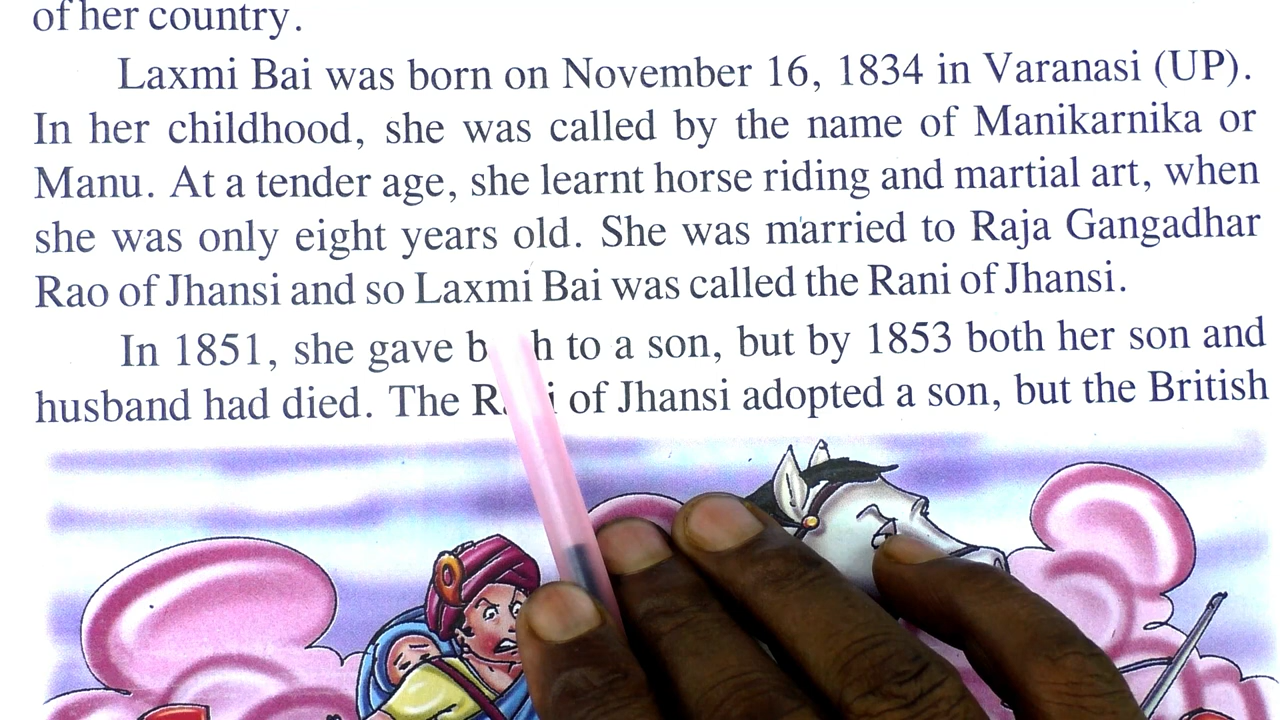 of her country.
Laxmi Bai was born on November 16, 1834 in Varanasi (UP).
In her childhood, she was called by the name of Manikarnika or
Manu. At a tender age, she learnt horse riding and martial art, when
she was only eight years old. She was married to Raja Gangadhar
Rao of Jhansi and so Laxmi Bai was called the Rani of Jhansi.
In 1851, she gave b h to a son, but by 1853 both her son and
husband had died. The R i of Jhansi adopted a son, but the British